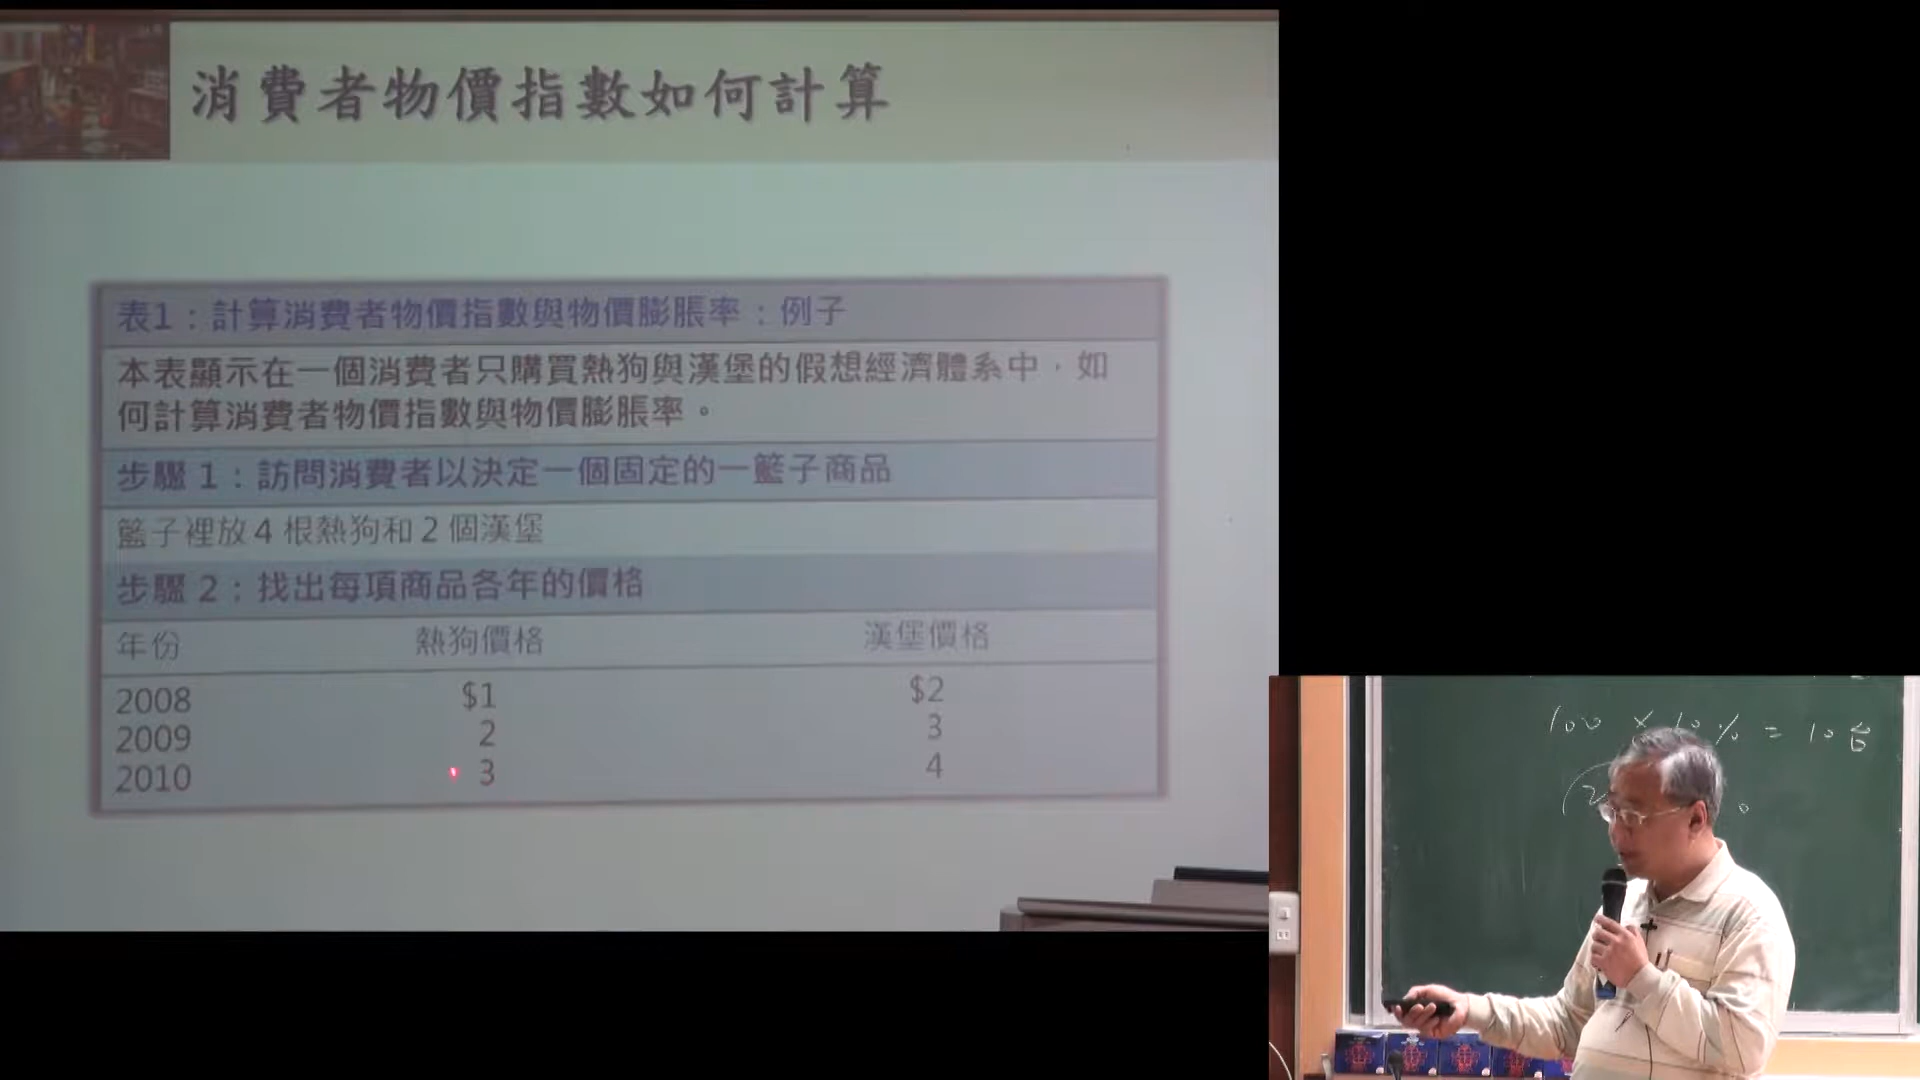 消費者物價指數如何計算
表1：計算消費者物價指數與物價膨脹率：例子
本表顯示在一個消費者只購買熱狗與漢堡的假想經濟體系中，如
何計算消費者物價指數與物價膨脹率。
步驟 1：訪問消費者以決定一個固定的一籃子商品
籃子裡放 4 根熱狗和 2 個漢堡
步驟 2：找出每項商品各年的價格
年份 熱狗價格 漢堡價格
2008 $1 $2
2009 2 3
2010 3 4
100 × 10 % = 10 台